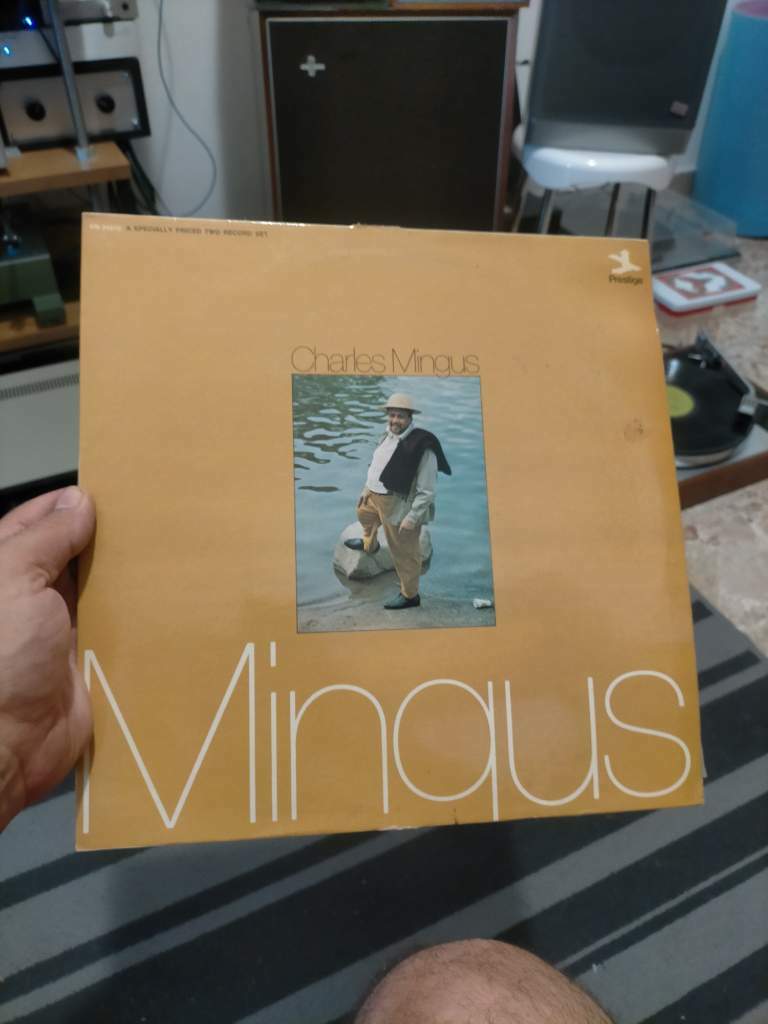 A SPECIALLY PRICED TWO RECORD SET
Prestige
Charles Mingus
Mingus